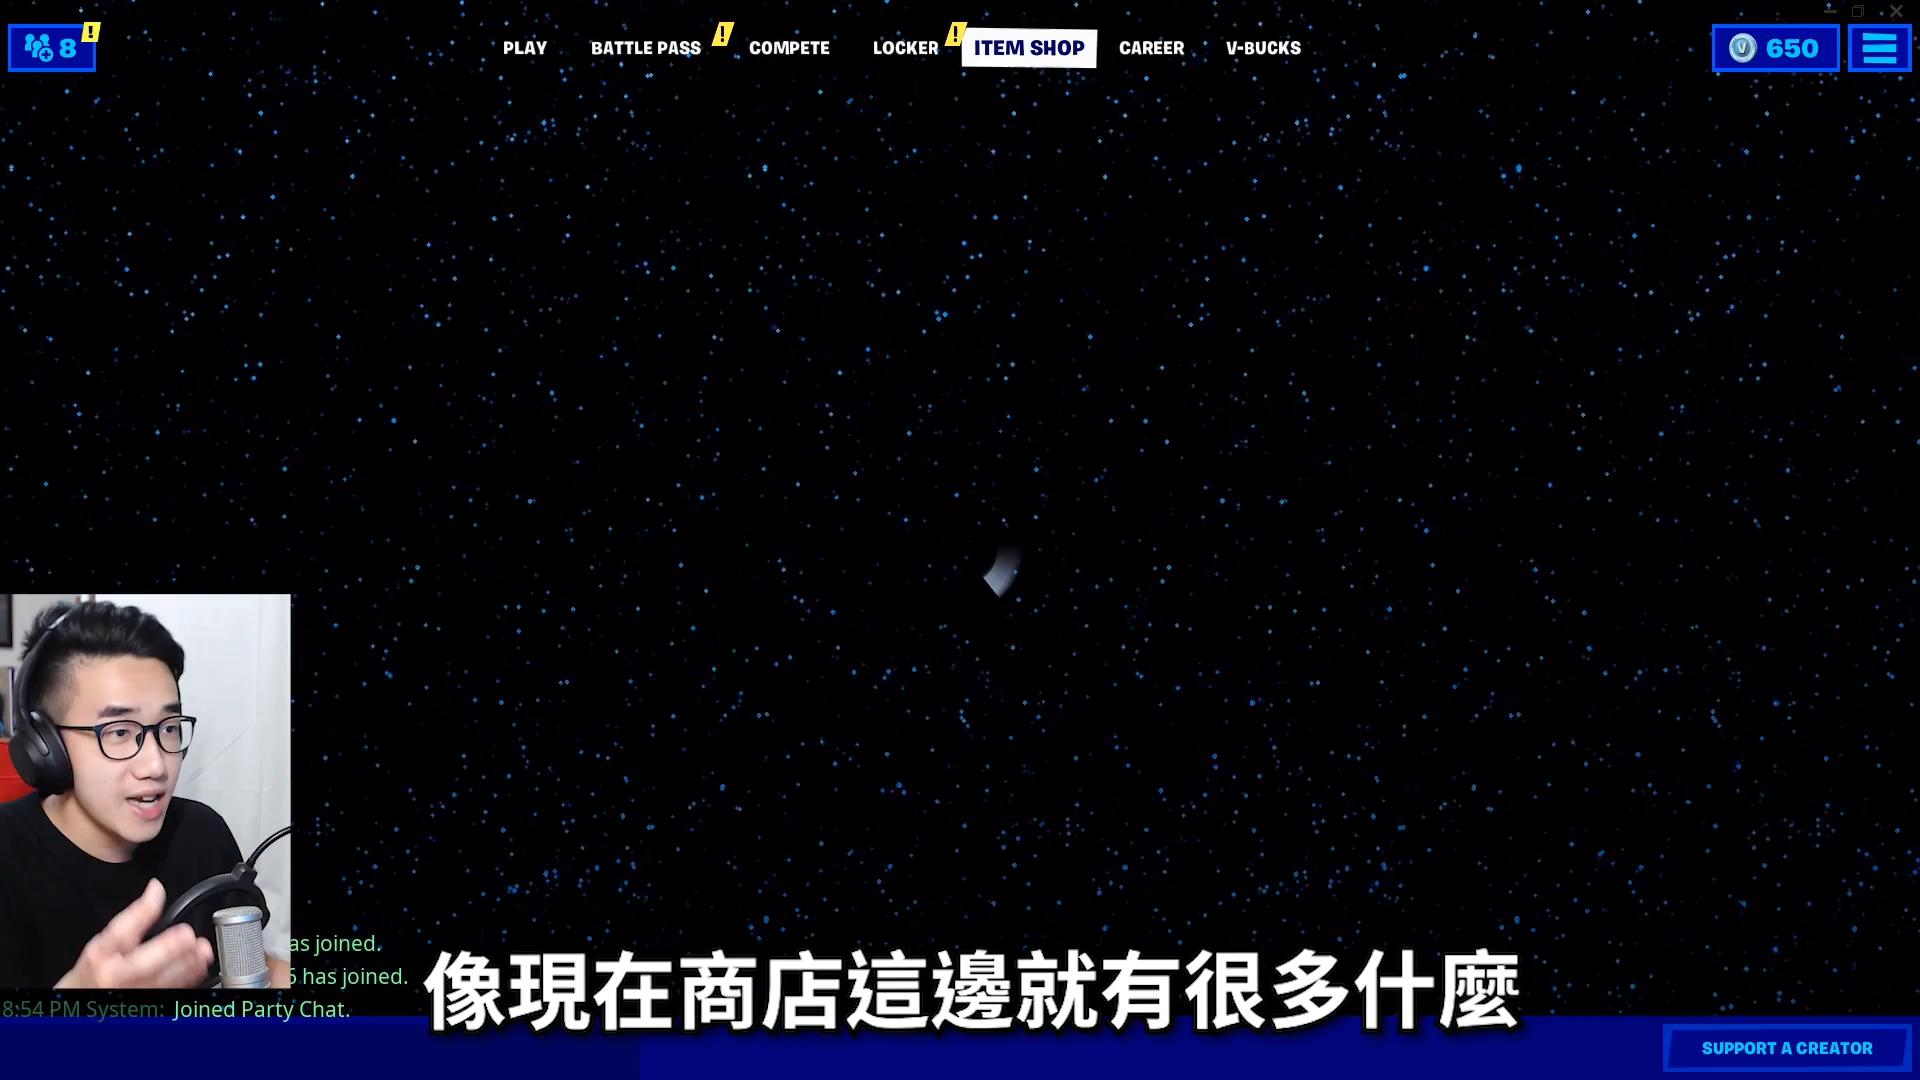 8
!
PLAY
BATTLE PASS
!
COMPETE
LOCKER
!
ITEM SHOP
CAREER
V-BUCKS
V
650
as joined.
6 has joined.
8:54 PM System: Joined Party Chat.
像現在商店這邊就有很多什麼
SUPPORT A CREATOR